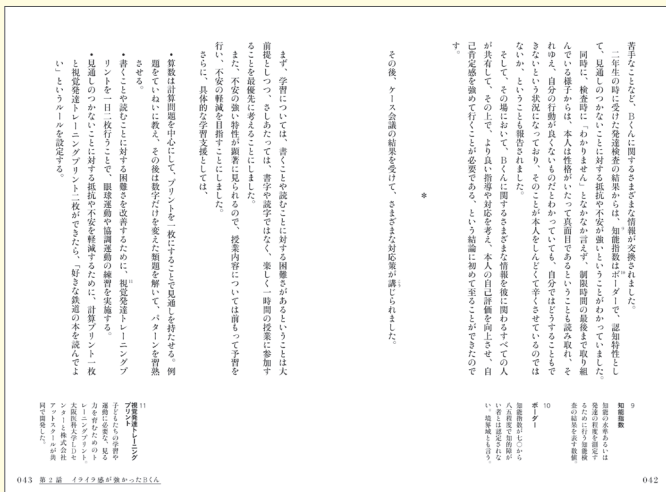 苦手なことなど、Bくんに関するさまざまな情報が交換されました。
二年生の時に受けた発達検査の結果からは、知能指数9はボーダー10で、認知特性とし
て、見通しのつかないことに対する抵抗や不安が強いということがわかっていました。
同時に、検査時に「わかりません」となかなか言えず、制限時間の最後まで取り組
んでいる様子からは、本人は性格がいたって真面目であるということも読み取れ、そ
れゆえ、自分の行動が良くないものだとわかっていても、自分ではどうすることもで
きないという状況になっており、そのことが本人をしんどくて辛くさせているのでは
ないか、ということも報告されました。
そして、その場において、Bくんに関するさまざまな情報を彼に関わるすべての人
が共有して、その上で、より良い指導や対応を考え、本人の自己評価を向上させ、自
己肯定感を強めて行くことが必要である、という結論に初めて至ることができたので
す。
*
その後、ケース会議の結果を受けて、さまざまな対応策が講じられました。
9
知能指数
知能の水準あるいは
発達の程度を測定す
るために行う知能検
査の結果を表す数値。
10
ボーダー
知能指数が七〇から
八五程度で知的障が
い者とは認定されな
い。境界域とも言う。
042
まず、学習については、書くことや読むことに対する困難さがあるということは大
前提としつつ、さしあたっては、書字や読字ではなく、楽しく一時間の授業に参加す
ることを最優先に考えることにしました。
また、不安の強い特性が顕著に見られるので、授業内容については前もって予習を
行い、不安の軽減を目指すことにしました。
さらに、具体的な学習支援としては、
•算数は計算問題を中心にして、プリントを一枚にすることで見通しを持たせる。例
題をていねいに教え、その後は数字だけを変えた類題を解いて、パターンを習熟
させる。
•書くことや読むことに対する困難さを改善するために、視覚発達トレーニングプ11
リントを一日二枚行うことで、眼球運動や協調運動の練習を実施する。
•見通しのつかないことに対する抵抗や不安を軽減するために、計算プリント一枚
と視覚発達トレーニングプリント二枚ができたら、「好きな鉄道の本を読んでよ
い」というルールを設定する。
11
視覚発達トレーニング
プリント
子どもたちの学習や
運動に必要な、見る
力を育むためのト
レーニングプリント。
大阪医科大学LDセ
ンターと株式会社
アットスクールが共
同で開発した。
043 第2話 イライラ感が強かったBくん